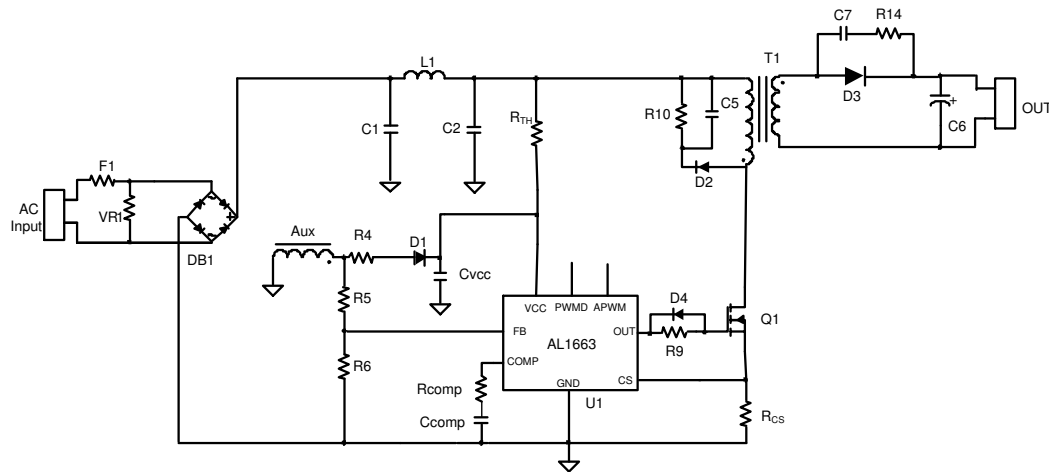 C7
R14
L1
T1
D3
C6
+
OUT
C1
C2
RTH
R10
C5
D2
F1
AC
Input
VR1
DB1
Aux
R4
D1
Cvcc
R5
R6
VCC
PWMD
APWM
FB
OUT
AL1663
COMP
CS
GND
U1
D4
R9
Q1
Rcomp
Ccomp
RCS